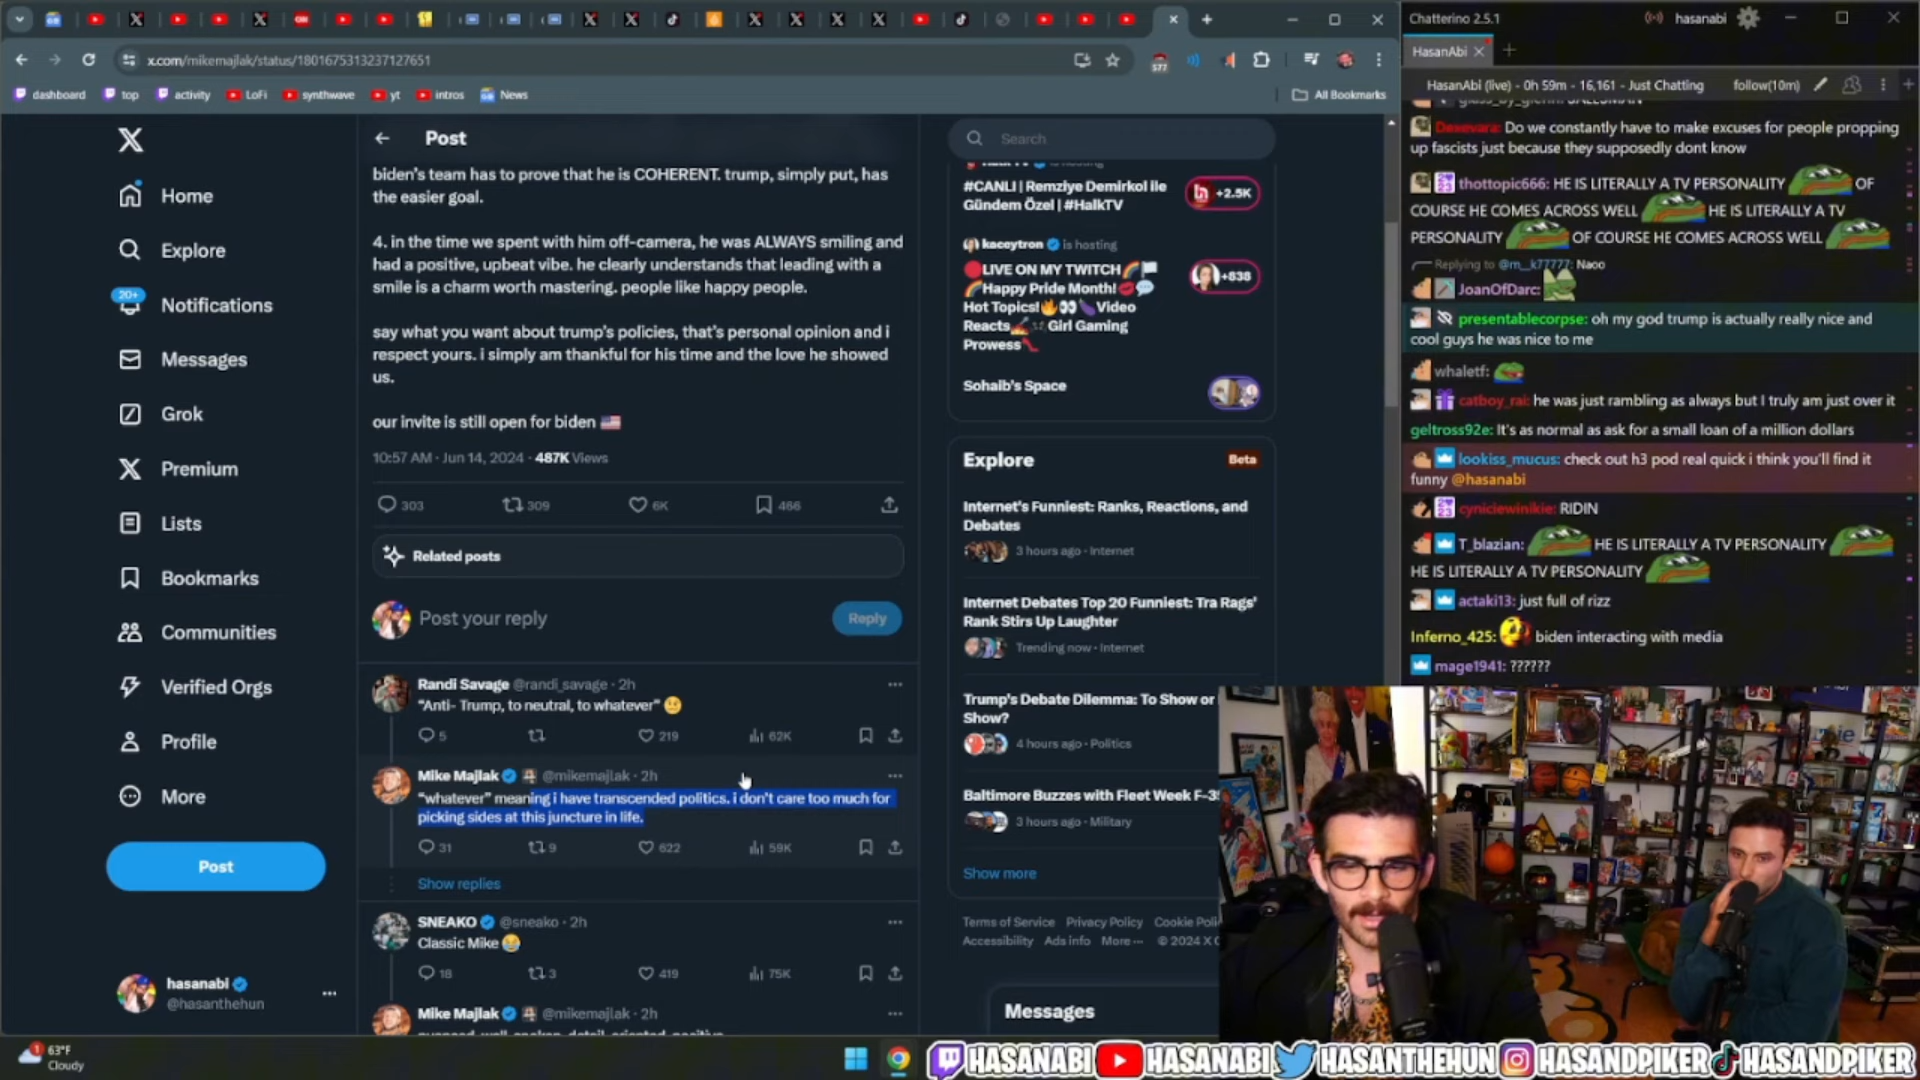 Chatterino 2.5.1
hasanabi
x.com/mikemajlak/status/1801675313237127651
577
HasanAbi
dashboard
top
activity
LoFi
synthwave
yt
intros
News
All Bookmarks
HasanAbi (live) - 0h 59m - 16,161 - Just Chatting
follow(10m)
Home
Explore
20+
Notifications
Messages
Grok
Premium
Lists
Bookmarks
Communities
Verified Orgs
Profile
More
Post
hasanabi
@hasanthehun
Post
biden's team has to prove that he is COHERENT. trump, simply put, has
the easier goal.
4. in the time we spent with him off-camera, he was ALWAYS smiling and
had a positive, upbeat vibe. he clearly understands that leading with a
smile is a charm worth mastering. people like happy people.
say what you want about trump's policies, that's personal opinion and i
respect yours. i simply am thankful for his time and the love he showed
us.
our invite is still open for biden 🇺🇸
10:57 AM · Jun 14, 2024 · 487K Views
303
309
6K
466
Related posts
Post your reply
Reply
Randi Savage @randi_savage · 2h
“Anti- Trump, to neutral, to whatever”
5
219
62K
Mike Majlak @mikemajlak · 2h
“whatever” meaning i have transcended politics. i don't care too much for
picking sides at this juncture in life.
31
9
622
59K
Show replies
SNEAKO @sneako · 2h
Classic Mike 😂
18
3
419
75K
Mike Majlak @mikemajlak · 2h
Search
#CANLI | Remziye Demirkol ile
Gündem Özel | #HalkTV
+2.5K
kaceytron is hosting
🔴LIVE ON MY TWITCH🌈🏳️
🌈Happy Pride Month!💋💬
Hot Topics!🔥👀🍆Video
Reacts Girl Gaming
Prowess👠
+838
Sohaib's Space
Explore
Beta
Internet's Funniest: Ranks, Reactions, and
Debates
3 hours ago · Internet
Internet Debates Top 20 Funniest: Tra Rags'
Rank Stirs Up Laughter
Trending now · Internet
Trump's Debate Dilemma: To Show or
Show?
4 hours ago · Politics
Baltimore Buzzes with Fleet Week F-3
3 hours ago · Military
Show more
Terms of Service Privacy Policy Cookie Poli
Accessibility Ads info More ··· © 2024 X C
Messages
Dexevara: Do we constantly have to make excuses for people propping
up fascists just because they supposedly dont know
thottopic666: HE IS LITERALLY A TV PERSONALITY OF
COURSE HE COMES ACROSS WELL HE IS LITERALLY A TV
PERSONALITY OF COURSE HE COMES ACROSS WELL
Replying to @m__k77777: Naoo
JoanOfDarc:
presentablecorpse: oh my god trump is actually really nice and
cool guys he was nice to me
whaletf:
catboy_rai: he was just rambling as always but I truly am just over it
geltross92e: It's as normal as ask for a small loan of a million dollars
lookiss_mucus: check out h3 pod real quick i think you'll find it
funny @hasanabi
cyniciewinikie: RIDIN
T_blazian: HE IS LITERALLY A TV PERSONALITY
HE IS LITERALLY A TV PERSONALITY
actaki13: just full of rizz
Inferno_425: biden interacting with media
mage1941: ??????
1
63°F
Cloudy
HASANABI HASANABI HASANTHEHUN HASANDPIKER HASANDPIKER